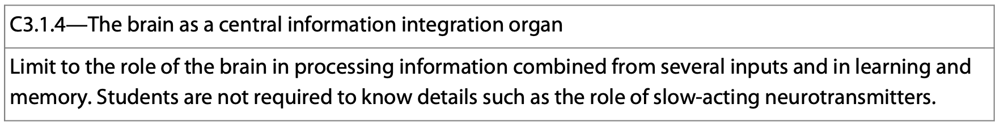 C3.1.4—The brain as a central information integration organ
Limit to the role of the brain in processing information combined from several inputs and in learning and
memory. Students are not required to know details such as the role of slow-acting neurotransmitters.